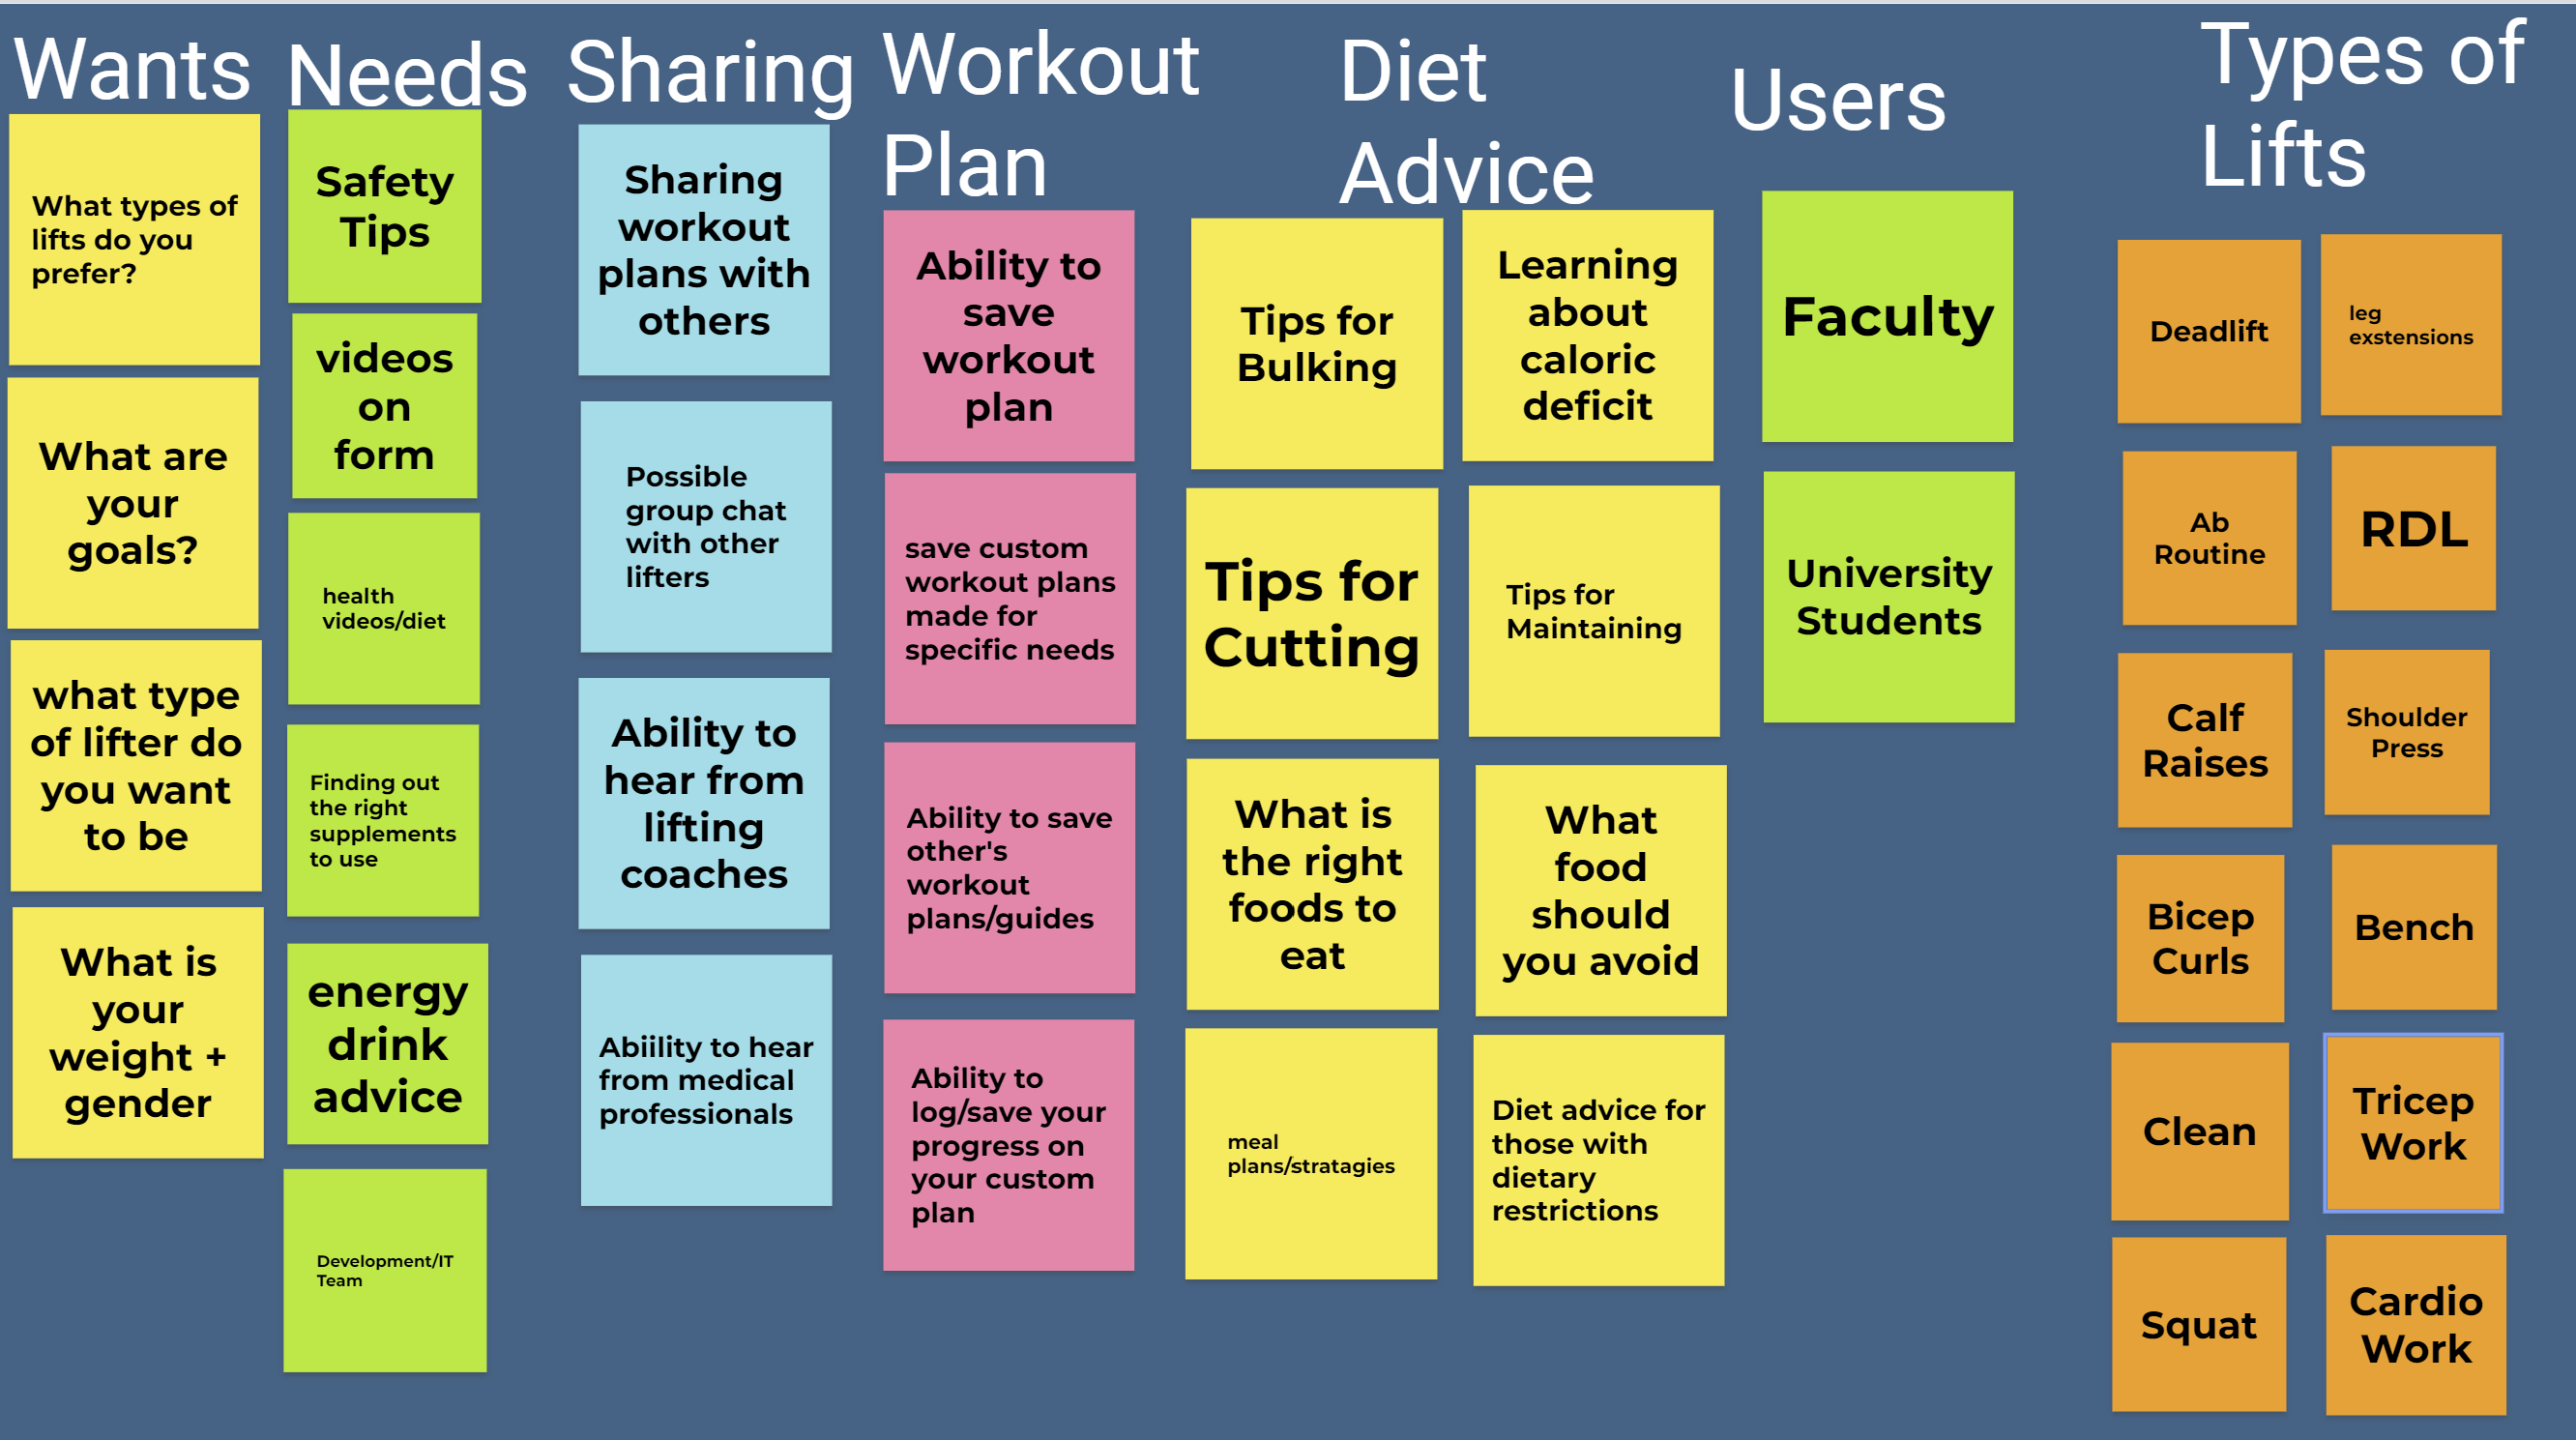 Wants
What types of
lifts do you
prefer?
What are
your
goals?
what type
of lifter do
you want
to be
What is
your
weight +
gender
Needs
Safety
Tips
videos
on
form
health
videos/diet
Finding out
the right
supplements
to use
energy
drink
advice
Development/IT
Team
Sharing
Sharing
workout
plans with
others
Possible
group chat
with other
lifters
Ability to
hear from
lifting
coaches
Abiility to hear
from medical
professionals
Workout
Plan
Ability to
save
workout
plan
save custom
workout plans
made for
specific needs
Ability to save
other's
workout
plans/guides
Ability to
log/save your
progress on
your custom
plan
Diet
Advice
Tips for
Bulking
Learning
about
caloric
deficit
Tips for
Cutting
Tips for
Maintaining
What is
the right
foods to
eat
What
food
should
you avoid
meal
plans/stratagies
Diet advice for
those with
dietary
restrictions
Users
Faculty
University
Students
Types of
Lifts
Deadlift
leg
exstensions
Ab
Routine
RDL
Calf
Raises
Shoulder
Press
Bicep
Curls
Bench
Clean
Tricep
Work
Squat
Cardio
Work